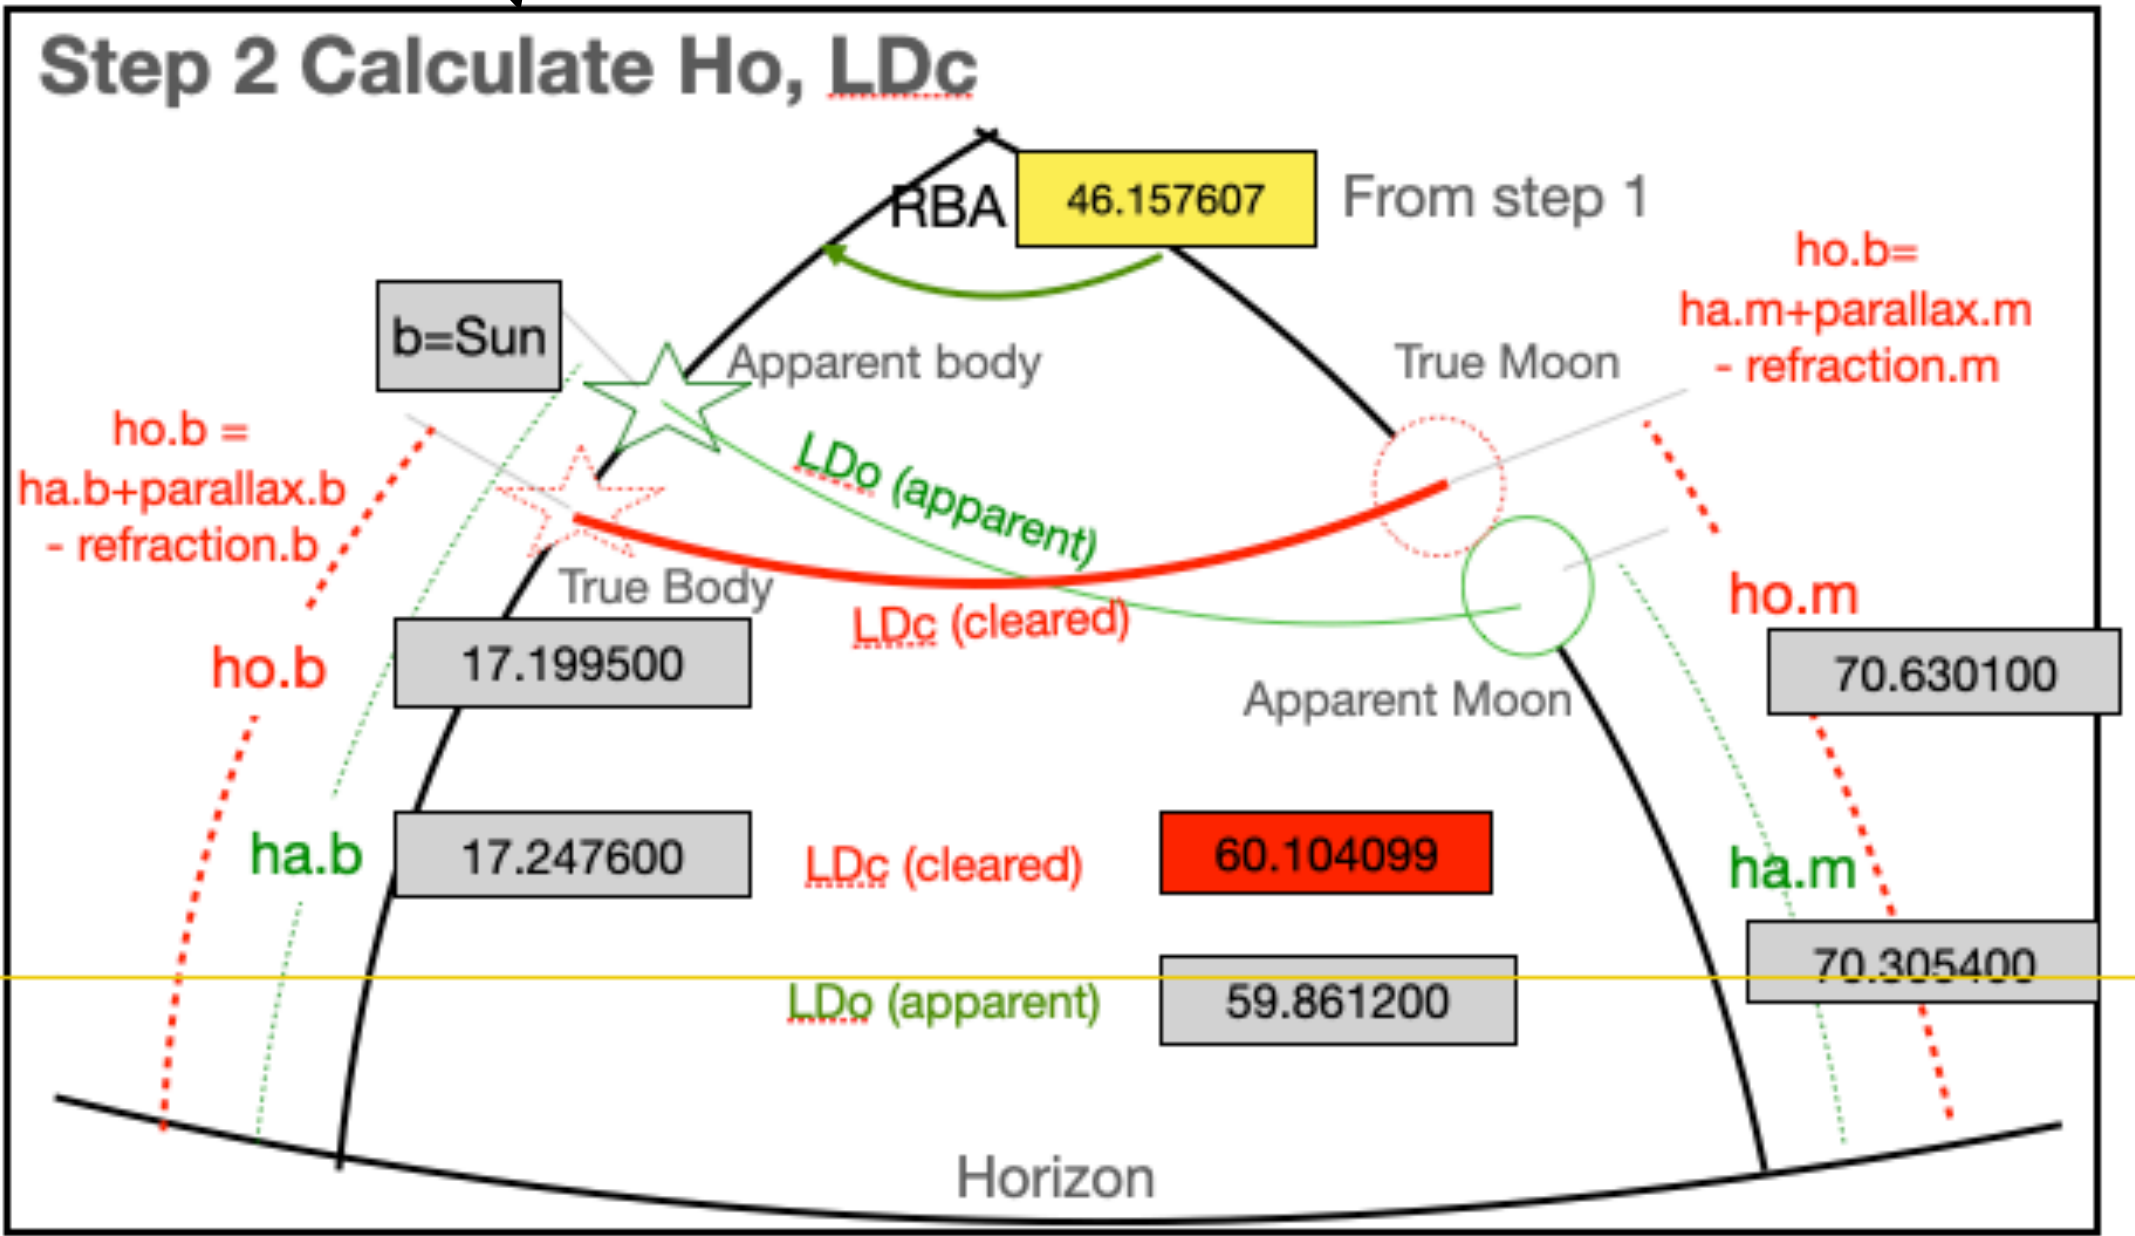 Step 2 Calculate Ho, LDc
RBA
46.157607
From step 1
b=Sun
Apparent body
True Moon
ho.b=
ha.m+parallax.m
- refraction.m
ho.b =
ha.b+parallax.b
- refraction.b
LDo (apparent)
True Body
LDc (cleared)
Apparent Moon
ho.b
17.199500
ho.m
70.630100
ha.b
17.247600
LDc (cleared)
60.104099
ha.m
70.305400
LDo (apparent)
59.861200
Horizon